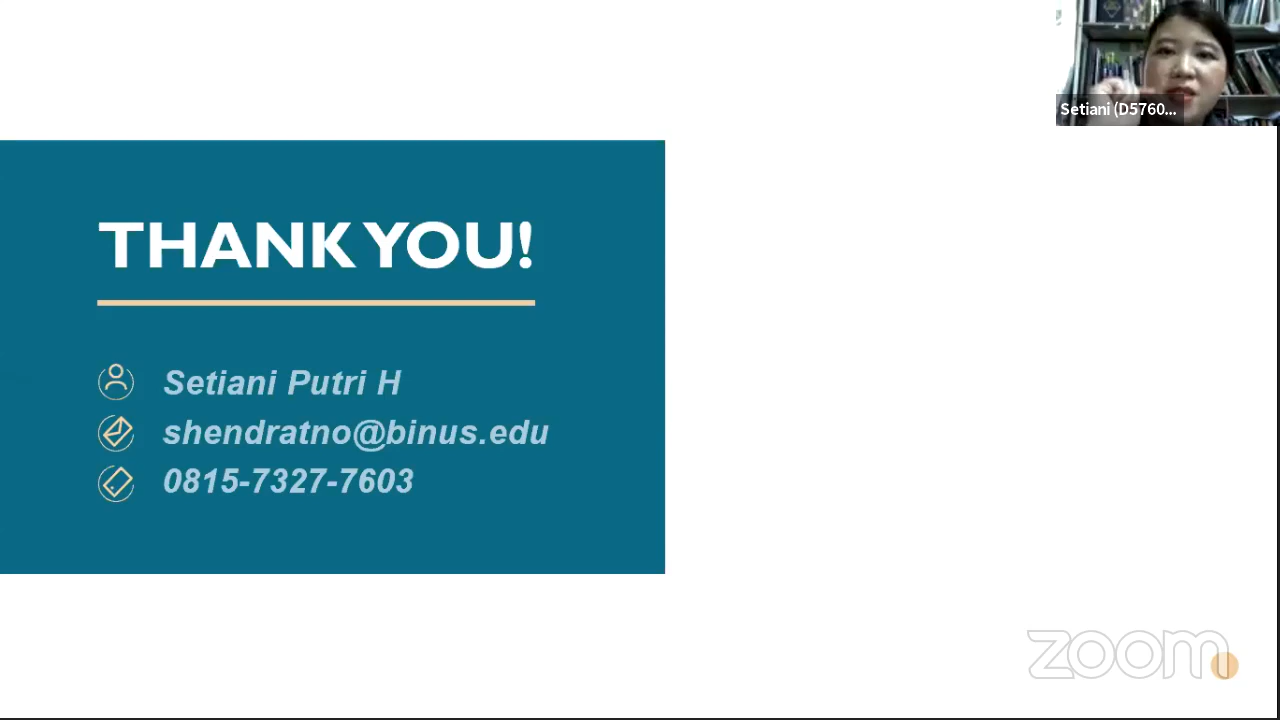 Setiani (D5760...
THANK YOU!
Setiani Putri H
shendratno@binus.edu
0815-7327-7603
zoom